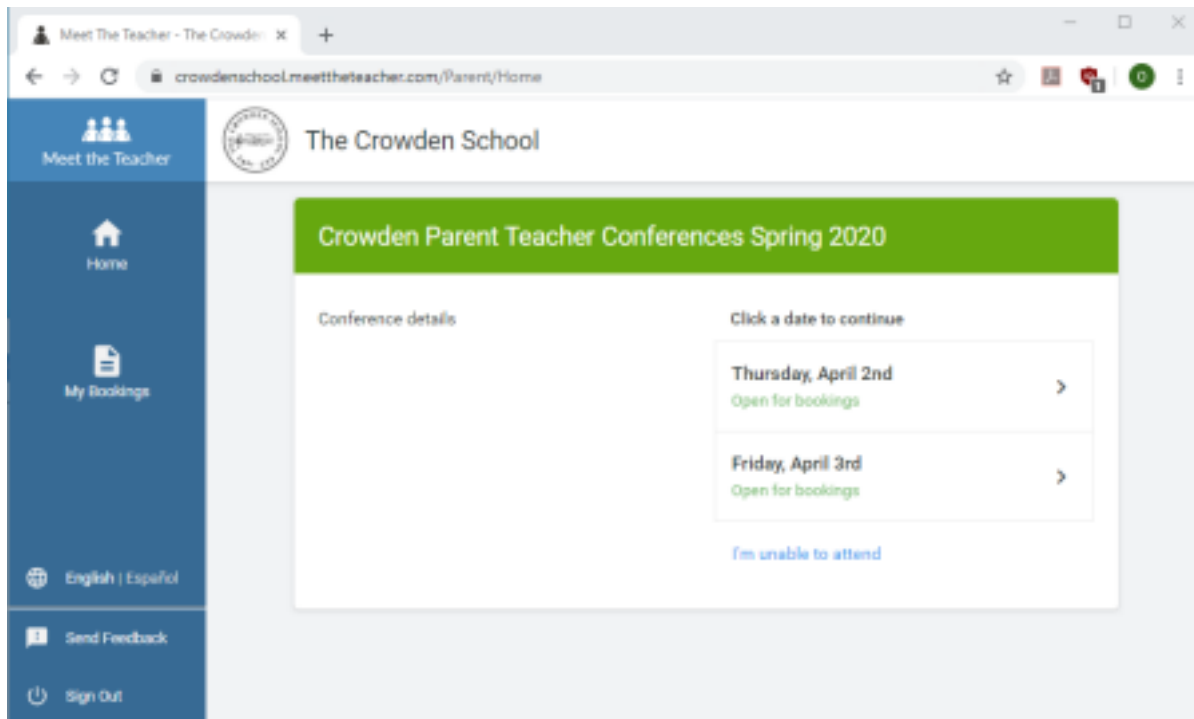 Meet The Teacher - The Crowden
crowdenschool.meettheteacher.com/Parent/Home
Meet the Teacher
The Crowden School
Home
My Bookings
English | Español
Send Feedback
Sign Out
Crowden Parent Teacher Conferences Spring 2020
Conference details
Click a date to continue
Thursday, April 2nd
Open for bookings
Friday, April 3rd
Open for bookings
I'm unable to attend